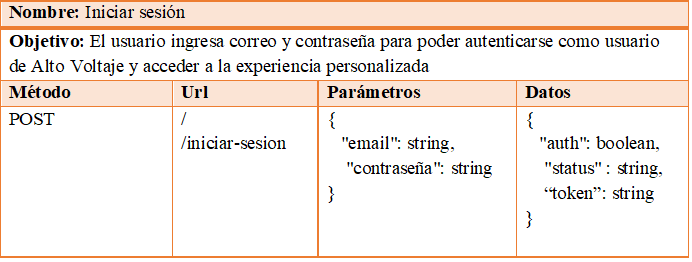 Nombre: Iniciar sesión
Objetivo: El usuario ingresa correo y contraseña para poder autenticarse como usuario
de Alto Voltaje y acceder a la experiencia personalizada
Método Url Parámetros Datos
POST / { {
/iniciar-sesion "email": string, "auth": boolean,
"contraseña": string "status" : string,
} “token”: string
}